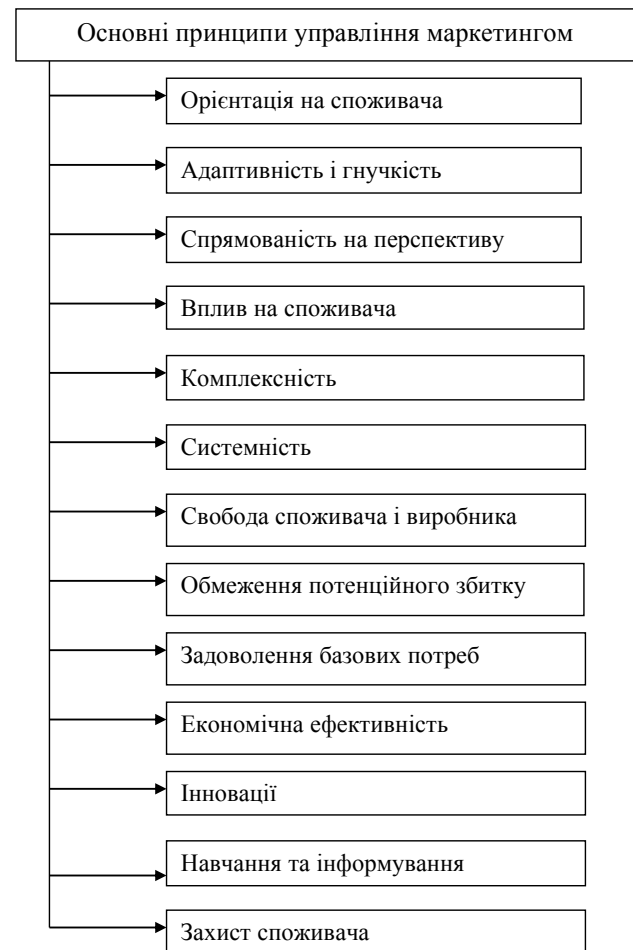 Основні принципи управління маркетингом
Орієнтація на споживача
Адаптивність і гнучкість
Спрямованість на перспективу
Вплив на споживача
Комплексність
Системність
Свобода споживача і виробника
Обмеження потенційного збитку
Задоволення базових потреб
Економічна ефективність
Інновації
Навчання та інформування
Захист споживача